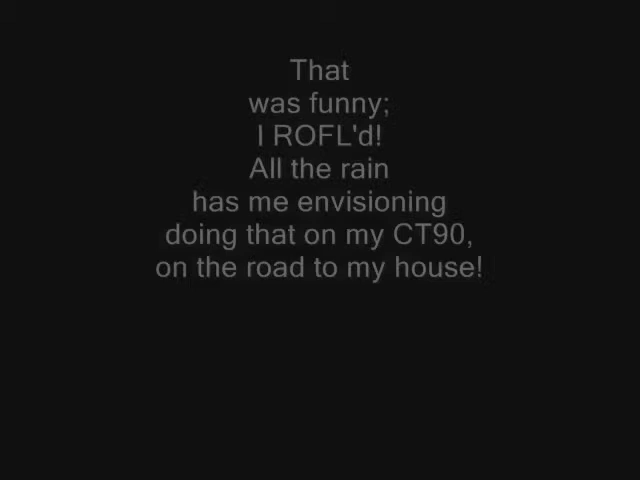 That
was funny;
I ROFL'd!
All the rain
has me envisioning
doing that on my CT90,
on the road to my house!